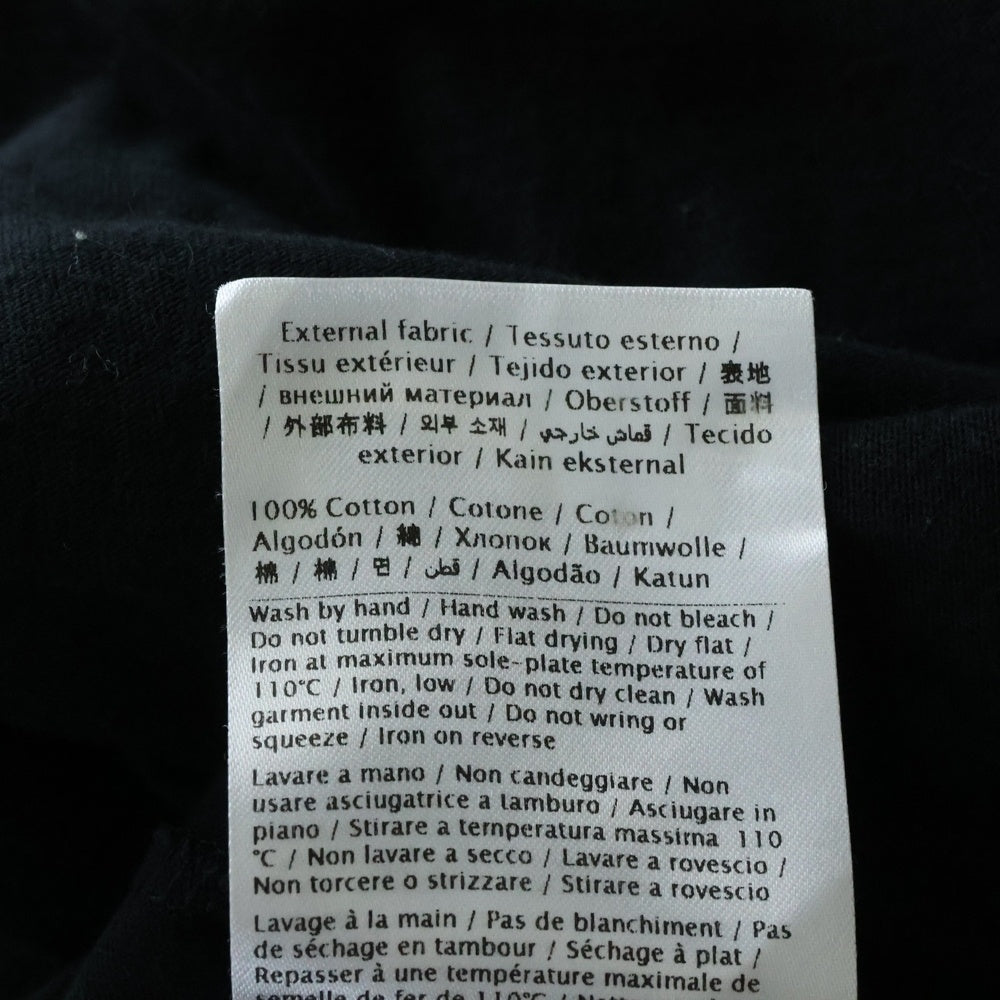 External fabric / Tessuto esterno /
Tissu extérieur / Tejido exterior / 表地
/ внешний материал / Oberstoff / 面料
/ 外部布料 / 외부 소재 / قماش خارجي / Tecido
exterior / Kain eksternal
100% Cotton / Cotone / Coton /
Algodón / 綿 / Хлопок / Baumwolle /
棉 / 棉 / 면 / قطن / Algodão / Katun
Wash by hand / Hand wash / Do not bleach /
Do not tumble dry / Flat drying / Dry flat /
Iron at maximum sole-plate temperature of
110°C / Iron, low / Do not dry clean / Wash
garment inside out / Do not wring or
squeeze / Iron on reverse
Lavare a mano / Non candeggiare / Non
usare asciugatrice a tamburo / Asciugare in
piano / Stirare a temperatura massima 110
°C / Non lavare a secco / Lavare a rovescio /
Non torcere o strizzare / Stirare a rovescio
Lavage à la main / Pas de blanchiment / Pas
de séchage en tambour / Séchage à plat /
Repasser à une température maximale de
semelle de fer de 110°C /